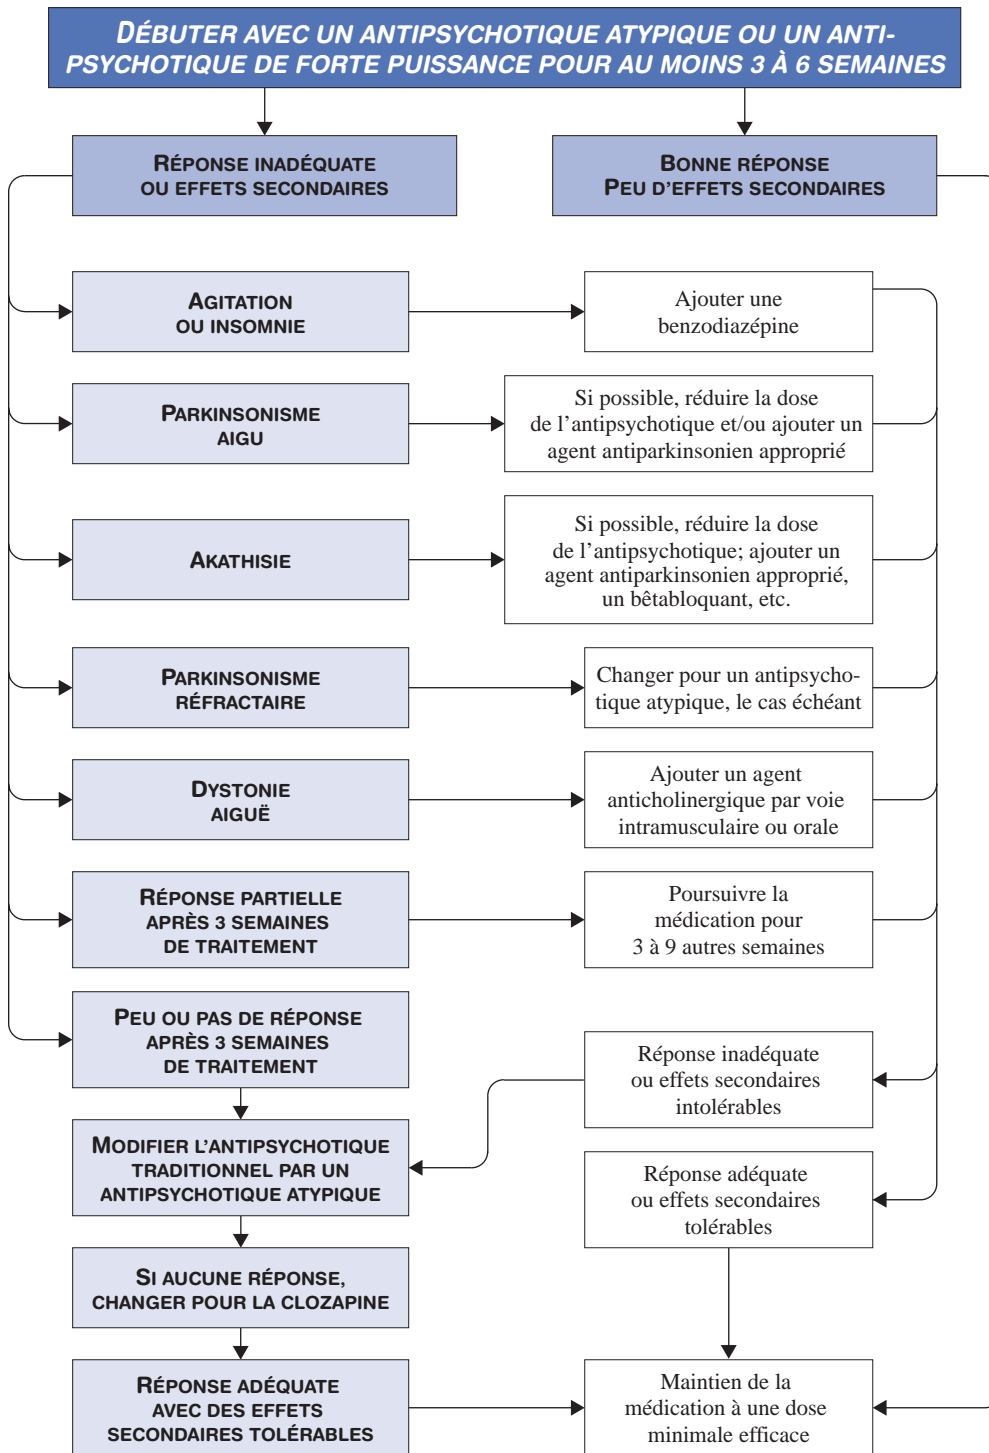 DÉBUTER AVEC UN ANTIPSYCHOTIQUE ATYPIQUE OU UN ANTI-
PSYCHOTIQUE DE FORTE PUISSANCE POUR AU MOINS 3 À 6 SEMAINES
RÉPONSE INADÉQUATE
OU EFFETS SECONDAIRES
BONNE RÉPONSE
PEU D'EFFETS SECONDAIRES
AGITATION
OU INSOMNIE
Ajouter une
benzodiazépine
PARKINSONISME
AIGU
Si possible, réduire la dose
de l'antipsychotique et/ou ajouter un
agent antiparkinsonien approprié
AKATHISIE
Si possible, réduire la dose
de l'antipsychotique; ajouter un
agent antiparkinsonien approprié,
un bêtabloquant, etc.
PARKINSONISME
RÉFRACTAIRE
Changer pour un antipsycho-
tique atypique, le cas échéant
DYSTONIE
AIGUË
Ajouter un agent
anticholinergique par voie
intramusculaire ou orale
RÉPONSE PARTIELLE
APRÈS 3 SEMAINES
DE TRAITEMENT
Poursuivre la
médication pour
3 à 9 autres semaines
PEU OU PAS DE RÉPONSE
APRÈS 3 SEMAINES
DE TRAITEMENT
Réponse inadéquate
ou effets secondaires
intolérables
MODIFIER L'ANTIPSYCHOTIQUE
TRADITIONNEL PAR UN
ANTIPSYCHOTIQUE ATYPIQUE
Réponse adéquate
ou effets secondaires
tolérables
SI AUCUNE RÉPONSE,
CHANGER POUR LA CLOZAPINE
RÉPONSE ADÉQUATE
AVEC DES EFFETS
SECONDAIRES TOLÉRABLES
Maintien de la
médication à une dose
minimale efficace